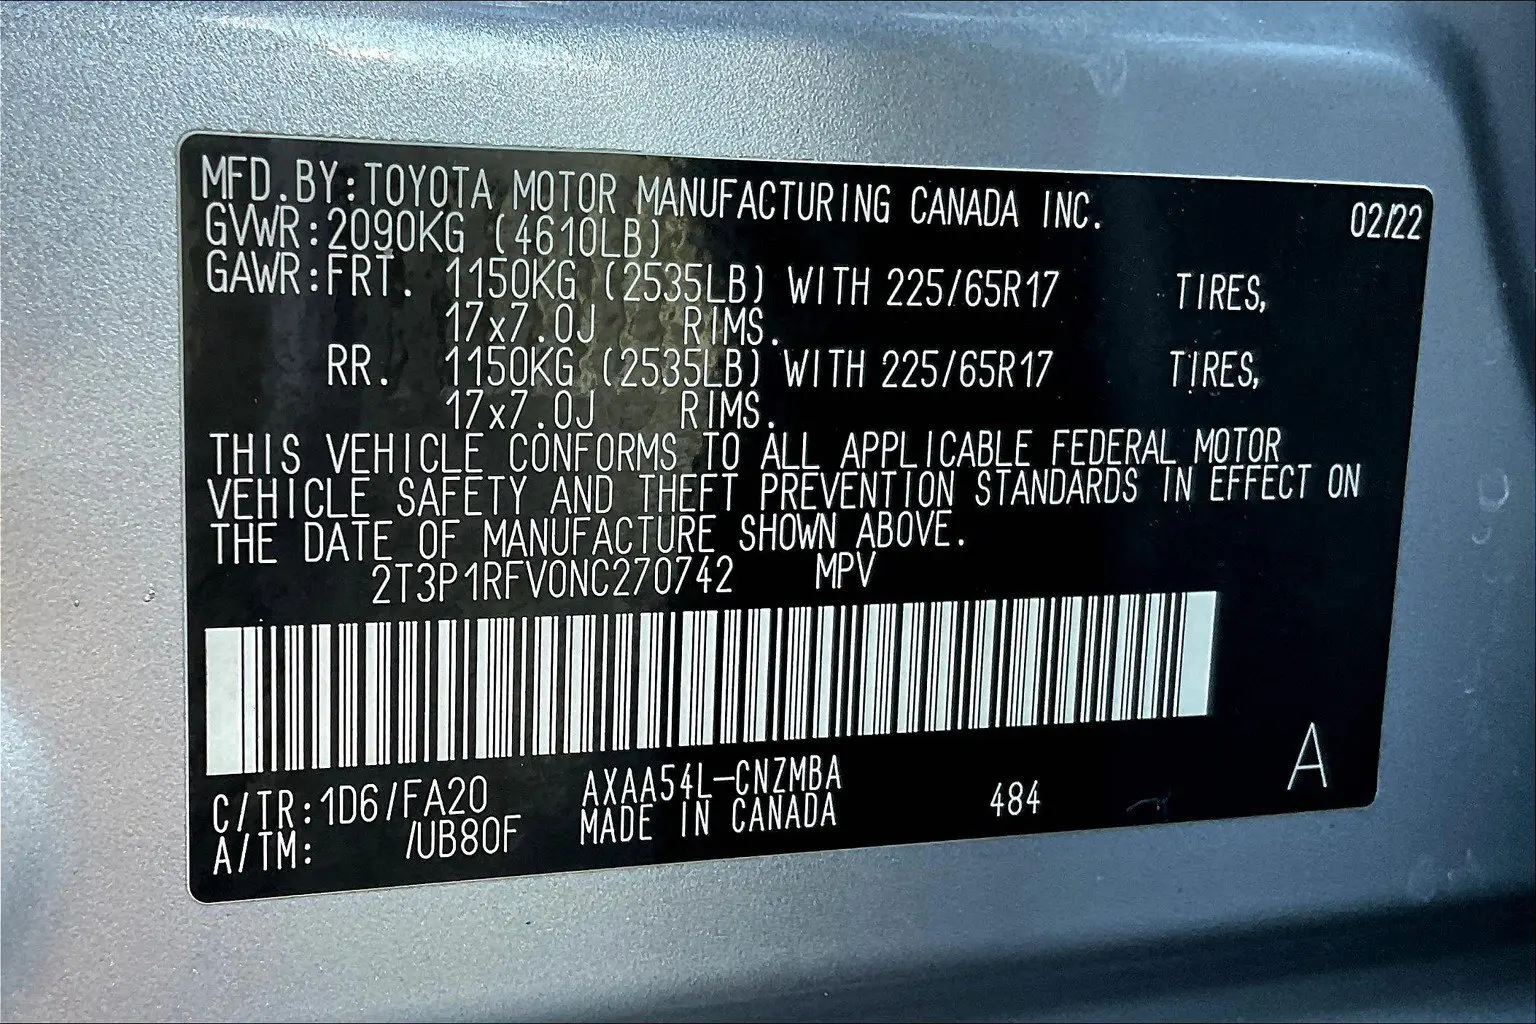 MFD.BY:TOYOTA MOTOR MANUFACTURING CANADA INC. 02/22
GVWR:2090KG (4610LB)
GAWR:FRT. 1150KG (2535LB) WITH 225/65R17 TIRES,
17x7.0J RIMS.
RR. 1150KG (2535LB) WITH 225/65R17 TIRES,
17x7.0J RIMS.
THIS VEHICLE CONFORMS TO ALL APPLICABLE FEDERAL MOTOR
VEHICLE SAFETY AND THEFT PREVENTION STANDARDS IN EFFECT ON
THE DATE OF MANUFACTURE SHOWN ABOVE.
2T3P1RFV0NC270742 MPV
C/TR:1D6/FA20 AXAA54L-CNZMBA 484 A
A/TM: /UB80F MADE IN CANADA